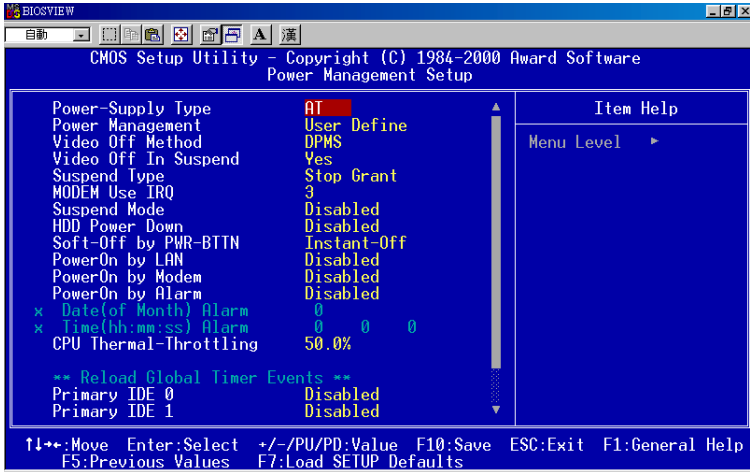 BIOSVIEW
自動 A 漢
CMOS Setup Utility - Copyright (C) 1984-2000 Award Software
Power Management Setup
Power-Supply Type AT
Power Management User Define
Video Off Method DPMS
Video Off In Suspend Yes
Suspend Type Stop Grant
MODEM Use IRQ 3
Suspend Mode Disabled
HDD Power Down Disabled
Soft-Off by PWR-BTTN Instant-Off
PowerOn by LAN Disabled
PowerOn by Modem Disabled
PowerOn by Alarm Disabled
x Date(of Month) Alarm 0
x Time(hh:mm:ss) Alarm 0 0 0
CPU Thermal-Throttling 50.0%
** Reload Global Timer Events **
Primary IDE 0 Disabled
Primary IDE 1 Disabled
Item Help
Menu Level ►
↑↓→←:Move Enter:Select +/-/PU/PD:Value F10:Save ESC:Exit F1:General Help
F5:Previous Values F7:Load SETUP Defaults